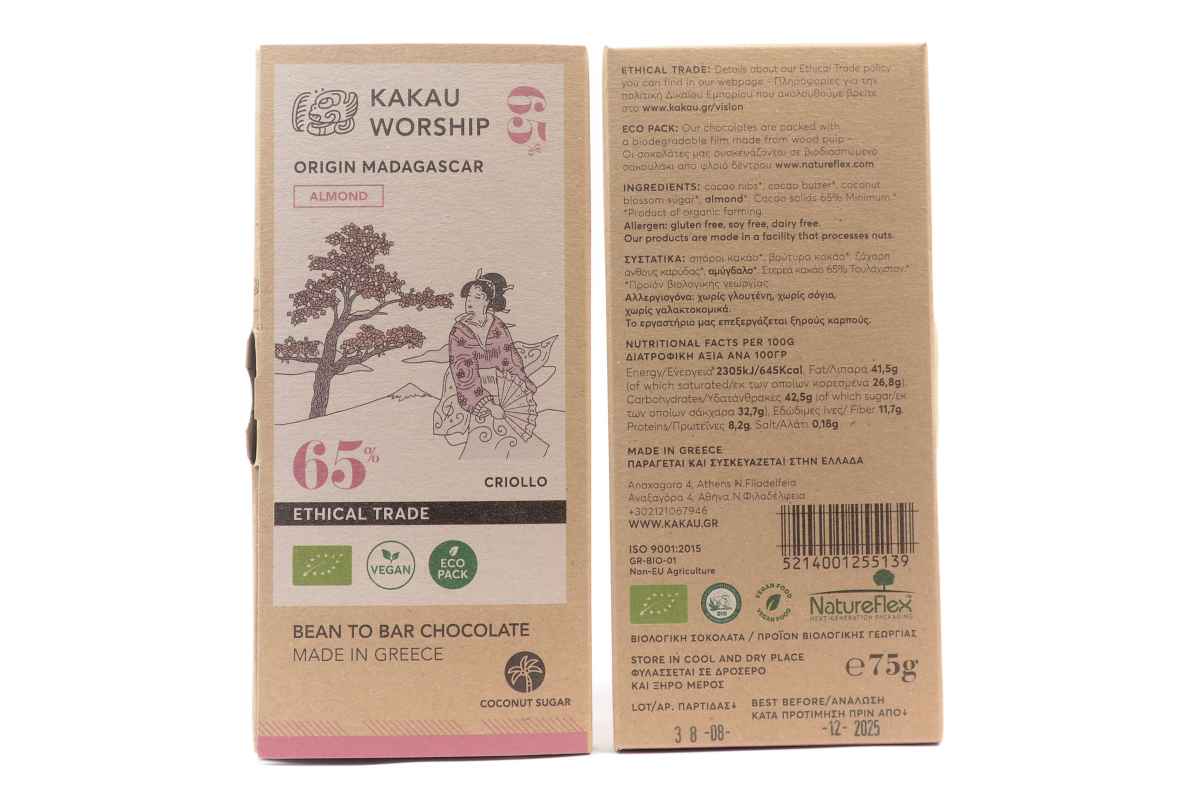 KAKAU
WORSHIP
65%
ORIGIN MADAGASCAR
ALMOND
65%
CRIOLLO
ETHICAL TRADE
VEGAN
ECO
PACK
BEAN TO BAR CHOCOLATE
MADE IN GREECE
COCONUT SUGAR
ETHICAL TRADE: Details about our Ethical Trade policy
you can find in our webpage - Πληροφορίες για την
πολιτική Δίκαίου Εμπορίου που ακολουθούμε βρείτε
στο www.kakau.gr/vision
ECO PACK: Our chocolates are packed with
a biodegradable film made from wood pulp -
Οι σοκολάτες μας συσκευάζονται σε βιοδιασπώμενο
σακουλάκι από φλοιό δέντρου www.natureflex.com
INGREDIENTS: cacao nibs*, cacao butter*, coconut
blossom sugar*, almond*. Cacao solids 65% Minimum.*
*Product of organic farming.
Allergen: gluten free, soy free, dairy free.
Our products are made in a facility that processes nuts.
ΣΥΣΤΑΤΙΚΑ: σπόροι κακάο*, βούτυρο κακάο*, ζάχαρη
άνθους καρύδας*, αμύγδαλο*. Στερεά κακάο 65% Τουλάχιστον.*
*Προϊόν βιολογικής γεωργίας.
Αλλεργιογόνα: χωρίς γλουτένη, χωρίς σόγια,
χωρίς γαλακτοκομικά.
Το εργαστήριο μας επεξεργάζεται ξηρούς καρπούς.
NUTRITIONAL FACTS PER 100G
ΔΙΑΤΡΟΦΙΚΗ ΑΞΙΑ ΑΝΑ 100ΓΡ
Energy/Ενέργεια 2305kJ/645Kcal, Fat/Λιπαρά 41,5g
(of which saturated/εκ των οποίων κορεσμένα 26,8g),
Carbohydrates/Υδατάνθρακες 42,5g (of which sugar/εκ
των οποίων σάκχαρα 32,7g), Εδώδιμες ίνες/ Fiber 11,7g,
Proteins/Πρωτεΐνες 8,2g, Salt/Αλάτι 0,18g
MADE IN GREECE
ΠΑΡΑΓΕΤΑΙ ΚΑΙ ΣΥΣΚΕΥΑΖΕΤΑΙ ΣΤΗΝ ΕΛΛΑΔΑ
Anaxagora 4, Athens N.Filadelfeia
Αναξαγόρα 4, Αθήνα Ν.Φιλαδέλφεια
+302121067946
WWW.KAKAU.GR
5214001255139
ISO 9001:2015
GR-BIO-01
Non-EU Agriculture
BIO
VEGAN FOOD
VEGAN FOOD
NatureFlex™
NEXT-GENERATION PACKAGING
ΒΙΟΛΟΓΙΚΗ ΣΟΚΟΛΑΤΑ / ΠΡΟΪΟΝ ΒΙΟΛΟΓΙΚΗΣ ΓΕΩΡΓΙΑΣ
STORE IN COOL AND DRY PLACE
ΦΥΛΑΣΣΕΤΑΙ ΣΕ ΔΡΟΣΕΡΟ
ΚΑΙ ΞΗΡΟ ΜΕΡΟΣ
℮75g
LOT/ΑΡ. ΠΑΡΤΙΔΑΣ↓
BEST BEFORE/ΑΝΑΛΩΣΗ
ΚΑΤΑ ΠΡΟΤΙΜΗΣΗ ΠΡΙΝ ΑΠΟ↓
3 8 -08- -12- 2025